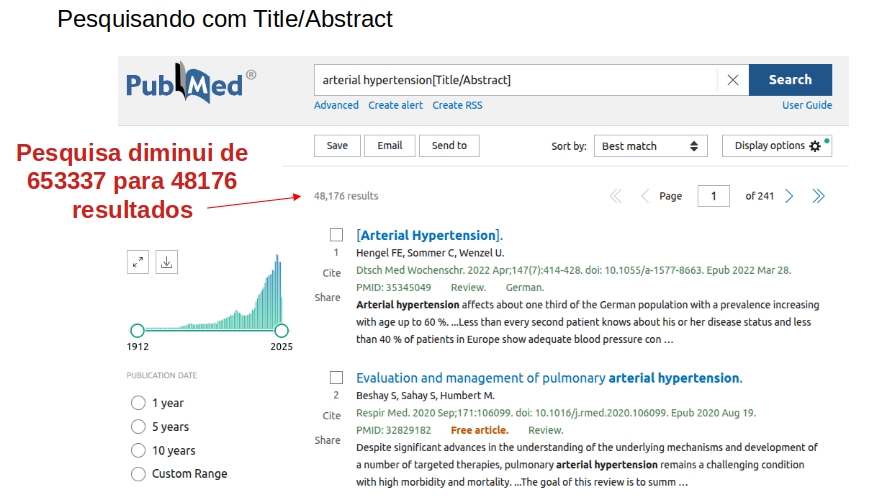 Pesquisando com Title/Abstract
PubMed®
arterial hypertension[Title/Abstract]
Search
Advanced Create alert Create RSS
User Guide
Pesquisa diminui de
653337 para 48176
resultados
Save Email Send to
Sort by: Best match
Display options
48,176 results
Page 1 of 241
[Arterial Hypertension].
1
Hengel FE, Sommer C, Wenzel U.
Cite
Dtsch Med Wochenschr. 2022 Apr;147(7):414-428. doi: 10.1055/a-1577-8663. Epub 2022 Mar 28.
PMID: 35345049 Review. German.
Share
Arterial hypertension affects about one third of the German population with a prevalence increasing
with age up to 60 %. ...Less than every second patient knows about his or her disease status and less
than 40 % of patients in Europe show adequate blood pressure con ...
1912 2025
PUBLICATION DATE
1 year
5 years
10 years
Custom Range
Evaluation and management of pulmonary arterial hypertension.
2
Beshay S, Sahay S, Humbert M.
Cite
Respir Med. 2020 Sep;171:106099. doi: 10.1016/j.rmed.2020.106099. Epub 2020 Aug 19.
PMID: 32829182 Free article. Review.
Share
Despite significant advances in the understanding of the underlying mechanisms and development of
a number of targeted therapies, pulmonary arterial hypertension remains a challenging condition
with high morbidity and mortality. ...The goal of this review is to summ ...